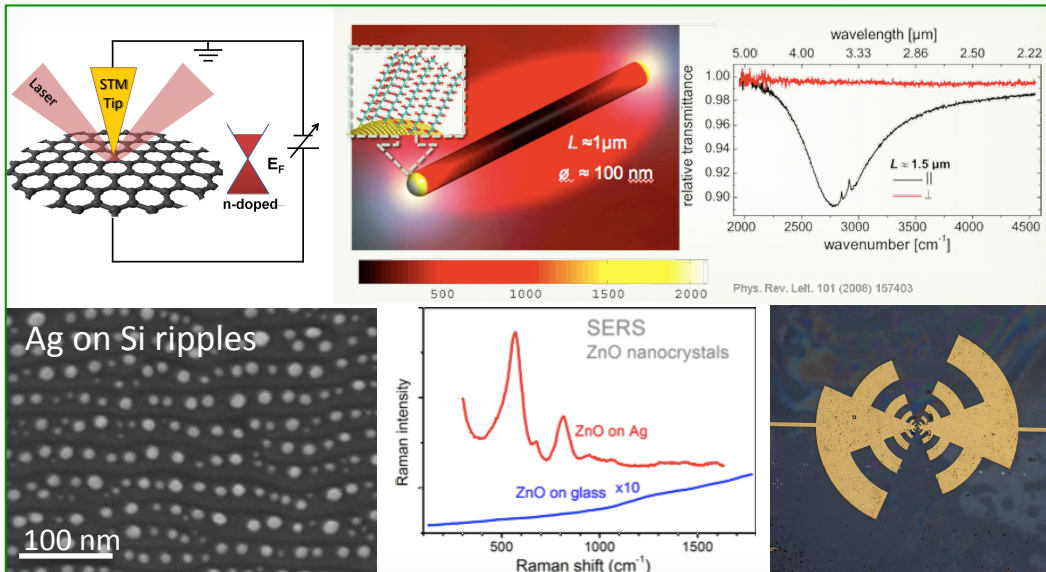 Laser
STM
Tip
E_F
n-doped
L ≈1μm
ø ≈ 100 nm
500 1000 1500 2000
wavelength [μm]
5.00 4.00 3.33 2.86 2.50 2.22
relative transmittance
1.00
0.98
0.96
0.94
0.92
0.90
L ≈ 1.5 μm
||
⊥
2000 2500 3000 3500 4000 4500
wavenumber [cm⁻¹]
Phys. Rev. Lett. 101 (2008) 157403
Ag on Si ripples
100 nm
SERS
ZnO nanocrystals
Raman intensity
ZnO on Ag
ZnO on glass x10
500 1000 1500
Raman shift (cm⁻¹)